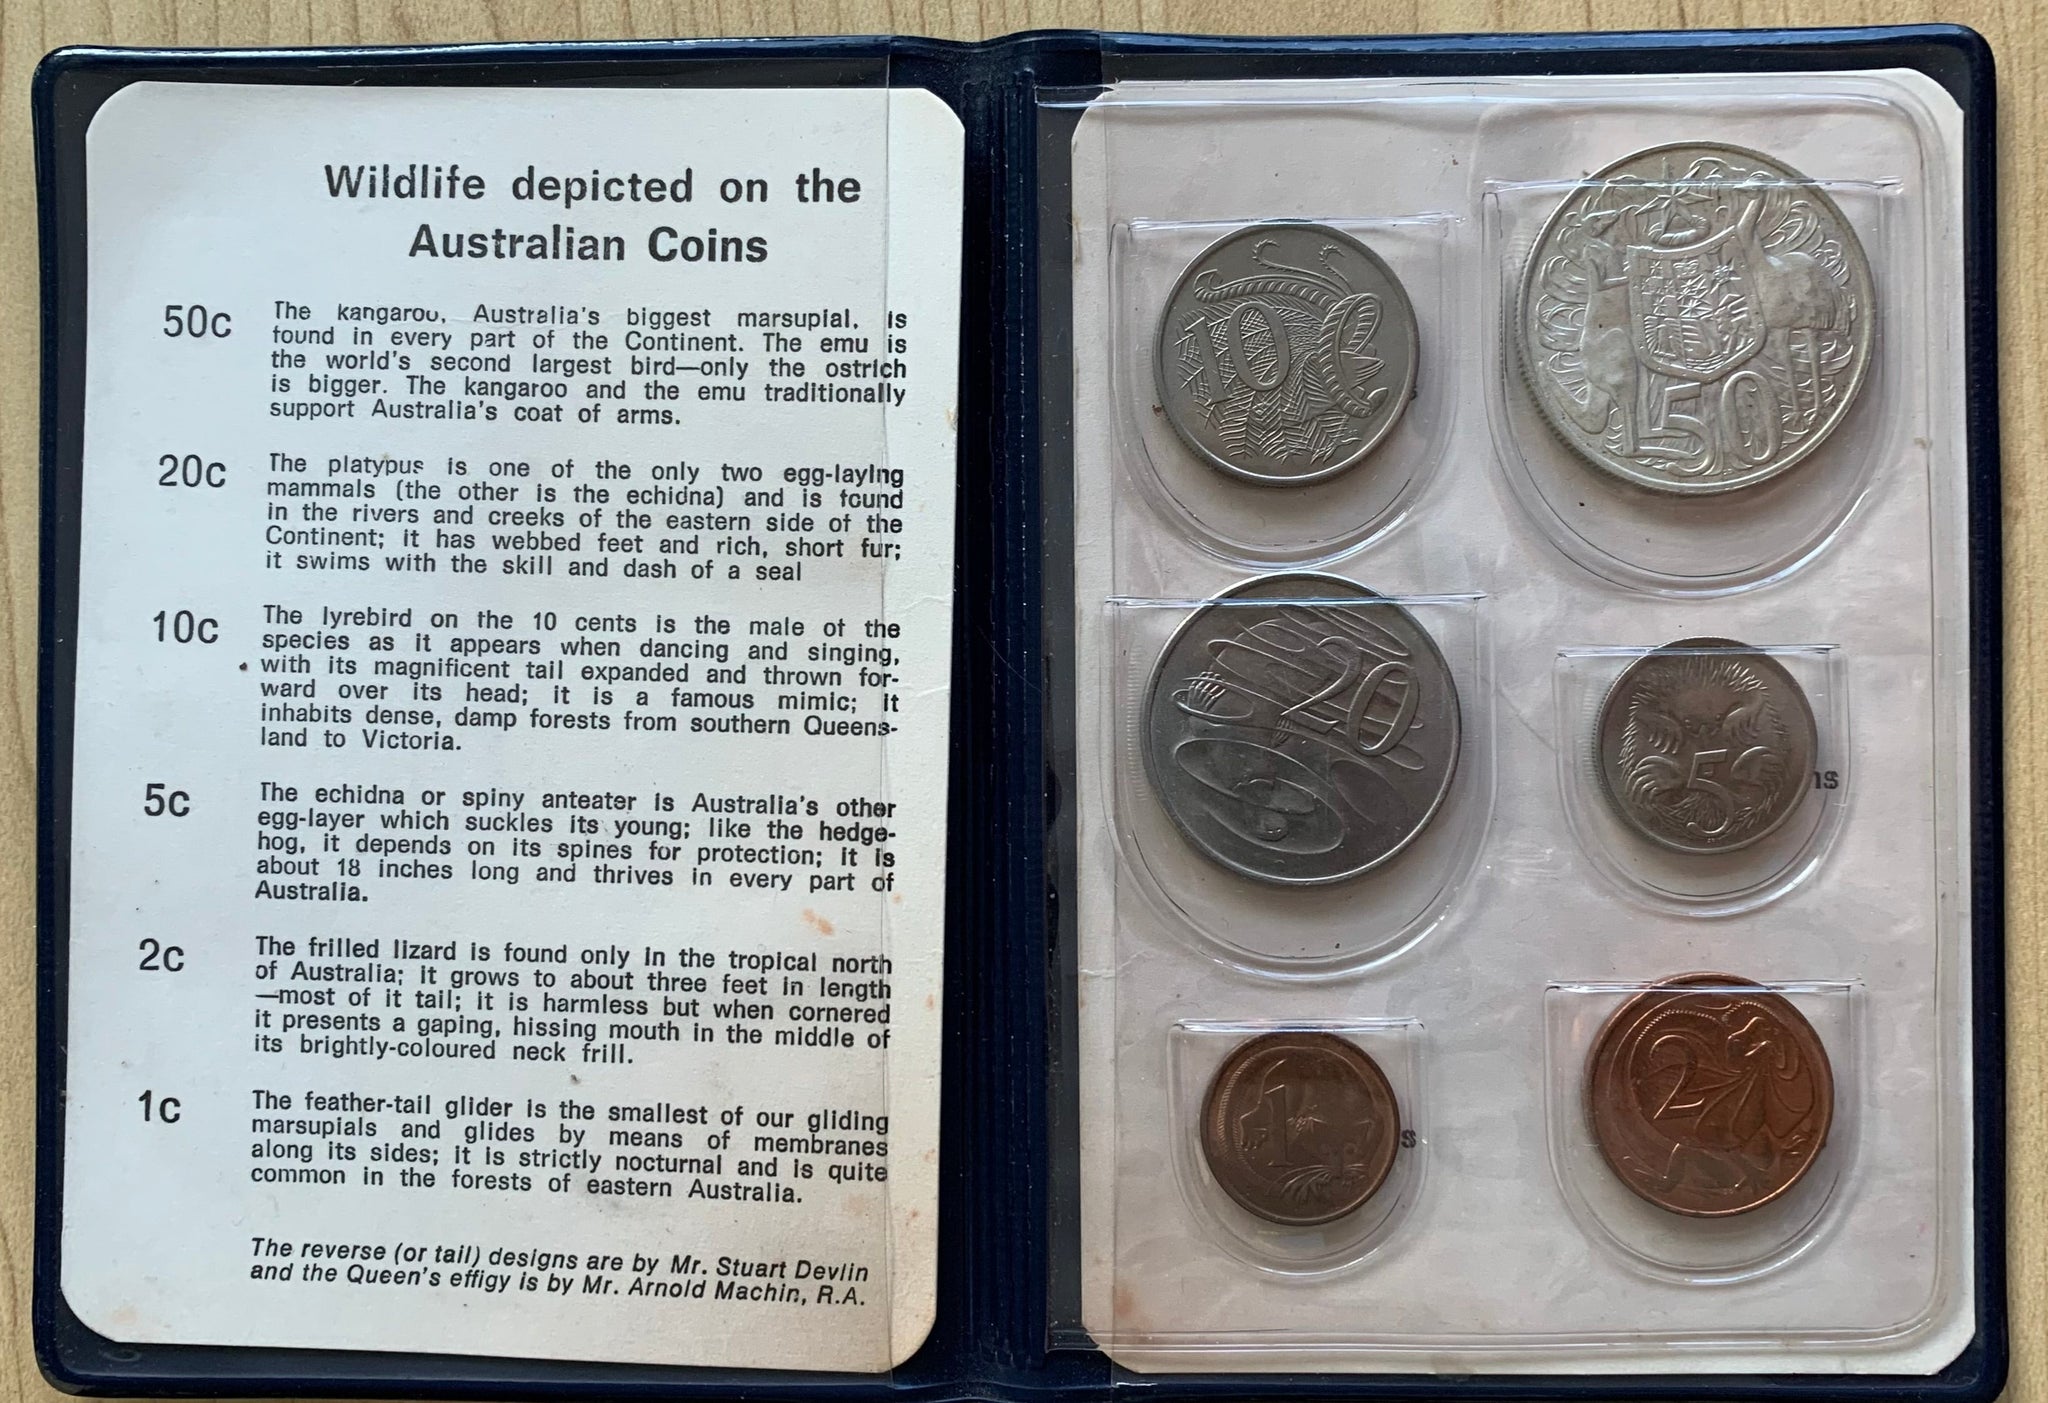 Wildlife depicted on the
Australian Coins
50c The kangaroo, Australia's biggest marsupial, is
found in every part of the Continent. The emu is
the world's second largest bird—only the ostrich
is bigger. The kangaroo and the emu traditionally
support Australia's coat of arms.
20c The platypus is one of the only two egg-laying
mammals (the other is the echidna) and is found
in the rivers and creeks of the eastern side of the
Continent; it has webbed feet and rich, short fur;
it swims with the skill and dash of a seal
10c The lyrebird on the 10 cents is the male of the
species as it appears when dancing and singing,
with its magnificent tail expanded and thrown for-
ward over its head; it is a famous mimic; it
inhabits dense, damp forests from southern Queens-
land to Victoria.
5c The echidna or spiny anteater is Australia's other
egg-layer which suckles its young; like the hedge-
hog, it depends on its spines for protection; it is
about 18 inches long and thrives in every part of
Australia.
2c The frilled lizard is found only in the tropical north
of Australia; it grows to about three feet in length
—most of it tail; it is harmless but when cornered
it presents a gaping, hissing mouth in the middle of
its brightly-coloured neck frill.
1c The feather-tail glider is the smallest of our gliding
marsupials and glides by means of membranes
along its sides; it is strictly nocturnal and is quite
common in the forests of eastern Australia.
The reverse (or tail) designs are by Mr. Stuart Devlin
and the Queen's effigy is by Mr. Arnold Machin, R.A.
10
50
20
5
1
2